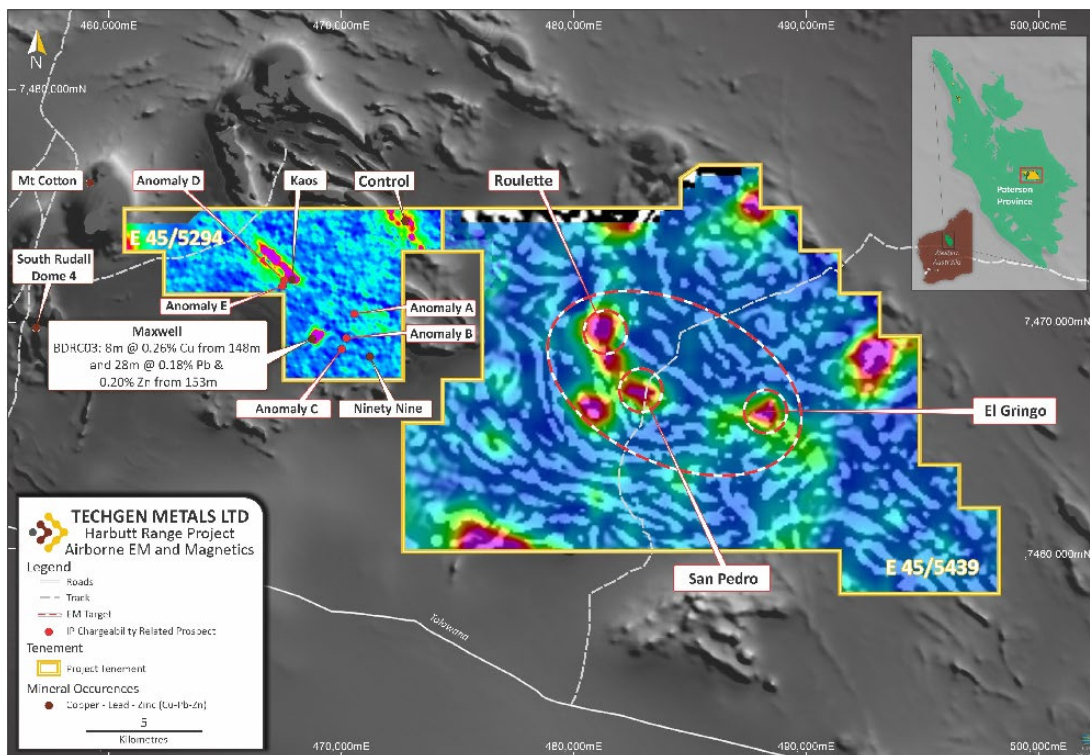 460,000mE
470,000mE
480,000mE
490,000mE
500,000mE
N
7,480,000mN
Mt Cotton
Anomaly D
Kaos
Control
Roulette
Paterson
Province
E 45/5294
South Rudall
Dome 4
Anomaly E
Anomaly A
7,470,000mN
Maxwell
BDRC03: 8m @ 0.26% Cu from 148m
and 28m @ 0.18% Pb &
0.20% Zn from 153m
Anomaly B
Anomaly C
Ninety Nine
El Gringo
San Pedro
E 45/5439
7,460,000mN
TECHGEN METALS LTD
Harbutt Range Project
Airborne EM and Magnetics
Legend
Roads
Track
EM Target
IP Chargeability Related Prospect
Tenement
Project Tenement
Mineral Occurences
Copper - Lead - Zinc (Cu-Pb-Zn)
5
Kilometres
Talawana
470,000mE
480,000mE
490,000mE
500,000mE